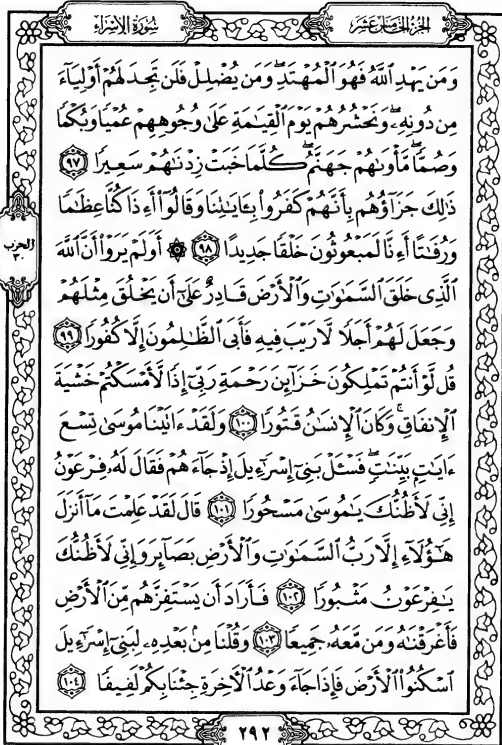 الجزء الخامس عشر
سورة الإسراء
وَمَن يَهْدِ ٱللَّهُ فَهُوَ ٱلْمُهْتَدِ ۖ وَمَن يُضْلِلْ فَلَن تَجِدَ لَهُمْ أَوْلِيَآءَ
مِن دُونِهِۦ ۖ وَنَحْشُرُهُمْ يَوْمَ ٱلْقِيَـٰمَةِ عَلَىٰ وُجُوهِهِمْ عُمْيًا وَبُكْمًا
وَصُمًّا ۖ مَّأْوَىٰهُمْ جَهَنَّمُ ۖ كُلَّمَا خَبَتْ زِدْنَـٰهُمْ سَعِيرًا ٩٧
ذَٰلِكَ جَزَآؤُهُم بِأَنَّهُمْ كَفَرُوا۟ بِـَٔايَـٰتِنَا وَقَالُوٓا۟ أَءِذَا كُنَّا عِظَـٰمًا
وَرُفَـٰتًا أَءِنَّا لَمَبْعُوثُونَ خَلْقًا جَدِيدًا ٩٨ ۞ أَوَلَمْ يَرَوْا۟ أَنَّ ٱللَّهَ
ٱلَّذِى خَلَقَ ٱلسَّمَـٰوَٰتِ وَٱلْأَرْضَ قَادِرٌ عَلَىٰٓ أَن يَخْلُقَ مِثْلَهُمْ
وَجَعَلَ لَهُمْ أَجَلًا لَّا رَيْبَ فِيهِ فَأَبَى ٱلظَّـٰلِمُونَ إِلَّا كُفُورًا ٩٩
قُل لَّوْ أَنتُمْ تَمْلِكُونَ خَزَآئِنَ رَحْمَةِ رَبِّىٓ إِذًا لَّأَمْسَكْتُمْ خَشْيَةَ
ٱلْإِنفَاقِ ۚ وَكَانَ ٱلْإِنسَـٰنُ قَتُورًا ١٠٠ وَلَقَدْ ءَاتَيْنَا مُوسَىٰ تِسْعَ
ءَايَـٰتٍۭ بَيِّنَـٰتٍ ۖ فَسْـَٔلْ بَنِىٓ إِسْرَٰٓءِيلَ إِذْ جَآءَهُمْ فَقَالَ لَهُۥ فِرْعَوْنُ
إِنِّى لَأَظُنُّكَ يَـٰمُوسَىٰ مَسْحُورًا ١٠١ قَالَ لَقَدْ عَلِمْتَ مَآ أَنزَلَ
هَـٰٓؤُلَآءِ إِلَّا رَبُّ ٱلسَّمَـٰوَٰتِ وَٱلْأَرْضِ بَصَآئِرَ وَإِنِّى لَأَظُنُّكَ
يَـٰفِرْعَوْنُ مَثْبُورًا ١٠٢ فَأَرَادَ أَن يَسْتَفِزَّهُم مِّنَ ٱلْأَرْضِ
فَأَغْرَقْنَـٰهُ وَمَن مَّعَهُۥ جَمِيعًا ١٠٣ وَقُلْنَا مِنۢ بَعْدِهِۦ لِبَنِىٓ إِسْرَٰٓءِيلَ
ٱسْكُنُوا۟ ٱلْأَرْضَ فَإِذَا جَآءَ وَعْدُ ٱلْـَٔاخِرَةِ جِئْنَا بِكُمْ لَفِيفًا ١٠٤
الحزب
٣٠
٢٩٢